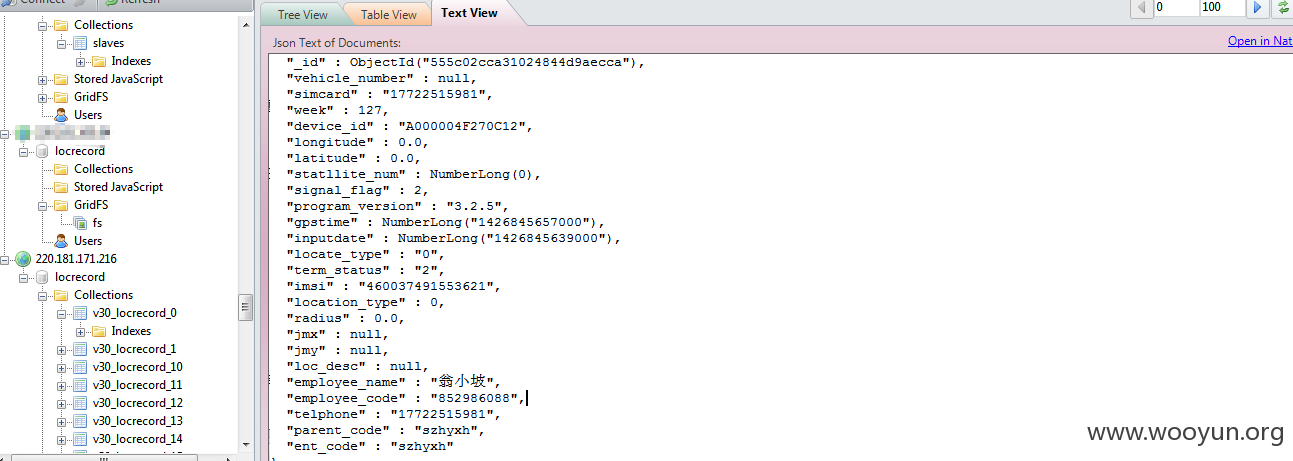 Connect
Refresh
Collections
slaves
Indexes
Stored JavaScript
GridFS
Users
locrecord
Collections
Stored JavaScript
GridFS
fs
Users
220.181.171.216
locrecord
Collections
v30_locrecord_0
Indexes
v30_locrecord_1
v30_locrecord_10
v30_locrecord_11
v30_locrecord_12
v30_locrecord_13
v30_locrecord_14
Tree View
Table View
Text View
0
100
Json Text of Documents:
Open in Nat
"_id" : ObjectId("555c02cca31024844d9aecca"),
"vehicle_number" : null,
"simcard" : "17722515981",
"week" : 127,
"device_id" : "A000004F270C12",
"longitude" : 0.0,
"latitude" : 0.0,
"statllite_num" : NumberLong(0),
"signal_flag" : 2,
"program_version" : "3.2.5",
"gpstime" : NumberLong("1426845657000"),
"inputdate" : NumberLong("1426845639000"),
"locate_type" : "0",
"term_status" : "2",
"imsi" : "460037491553621",
"location_type" : 0,
"radius" : 0.0,
"jmx" : null,
"jmy" : null,
"loc_desc" : null,
"employee_name" : "翁小坡",
"employee_code" : "852986088",
"telphone" : "17722515981",
"parent_code" : "szhyxh",
"ent_code" : "szhyxh"
www.wooyun.org